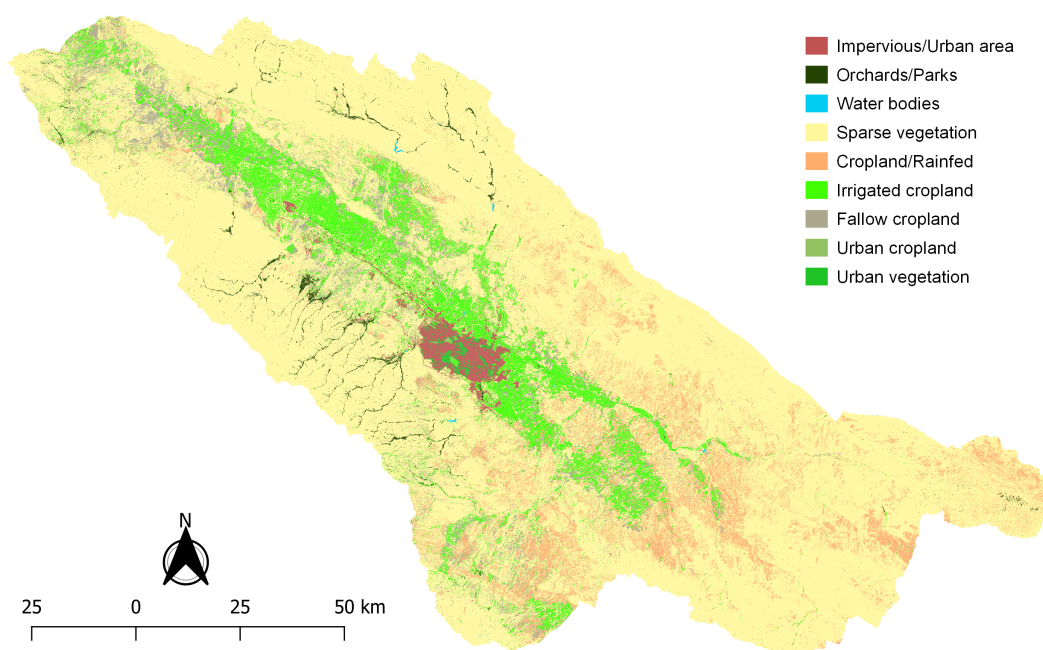 Impervious/Urban area
Orchards/Parks
Water bodies
Sparse vegetation
Cropland/Rainfed
Irrigated cropland
Fallow cropland
Urban cropland
Urban vegetation
N
25 0 25 50 km